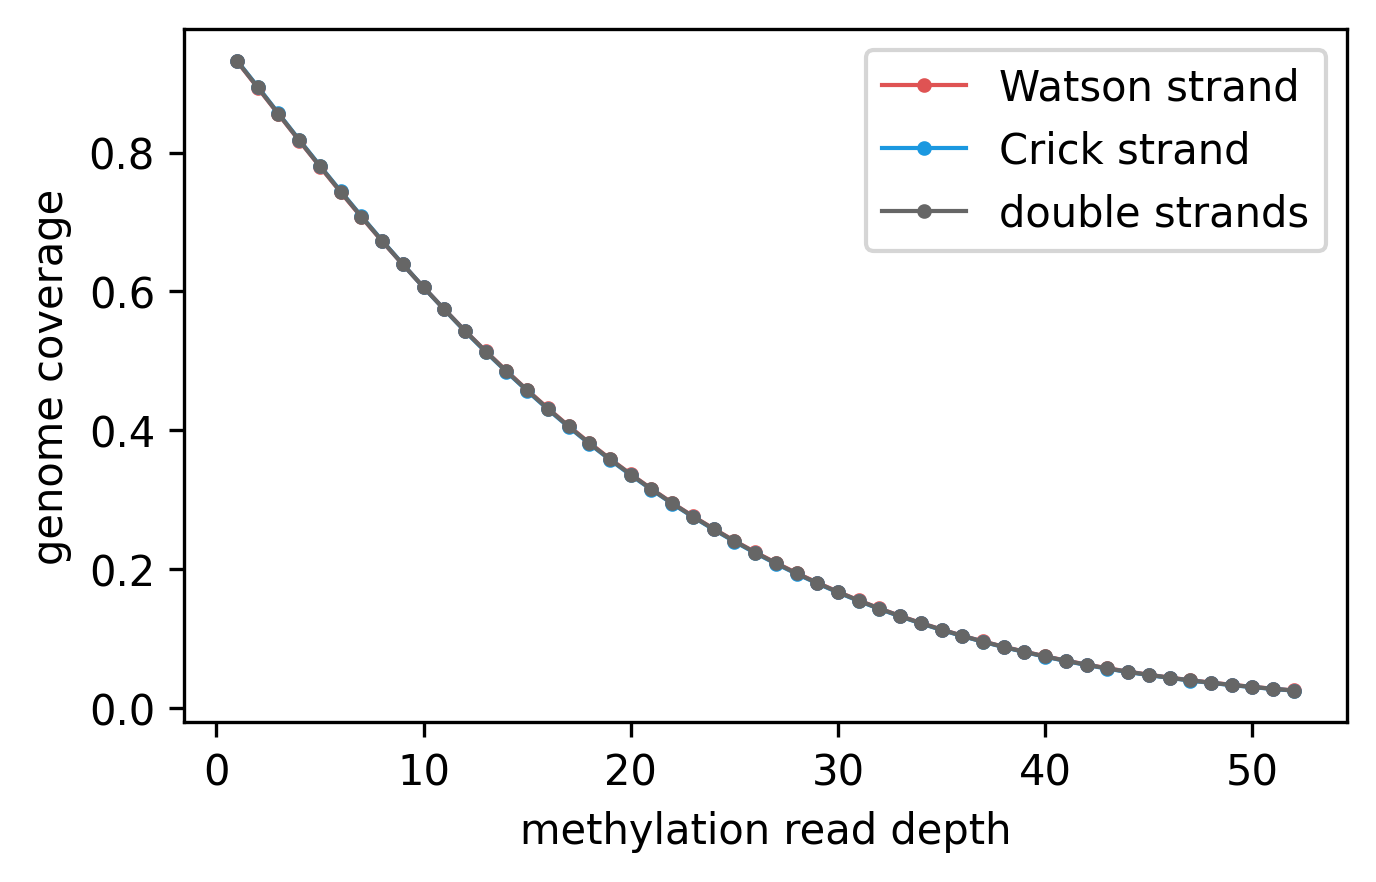 Watson strand
Crick strand
double strands
genome coverage
0.8
0.6
0.4
0.2
0.0
0 10 20 30 40 50
methylation read depth